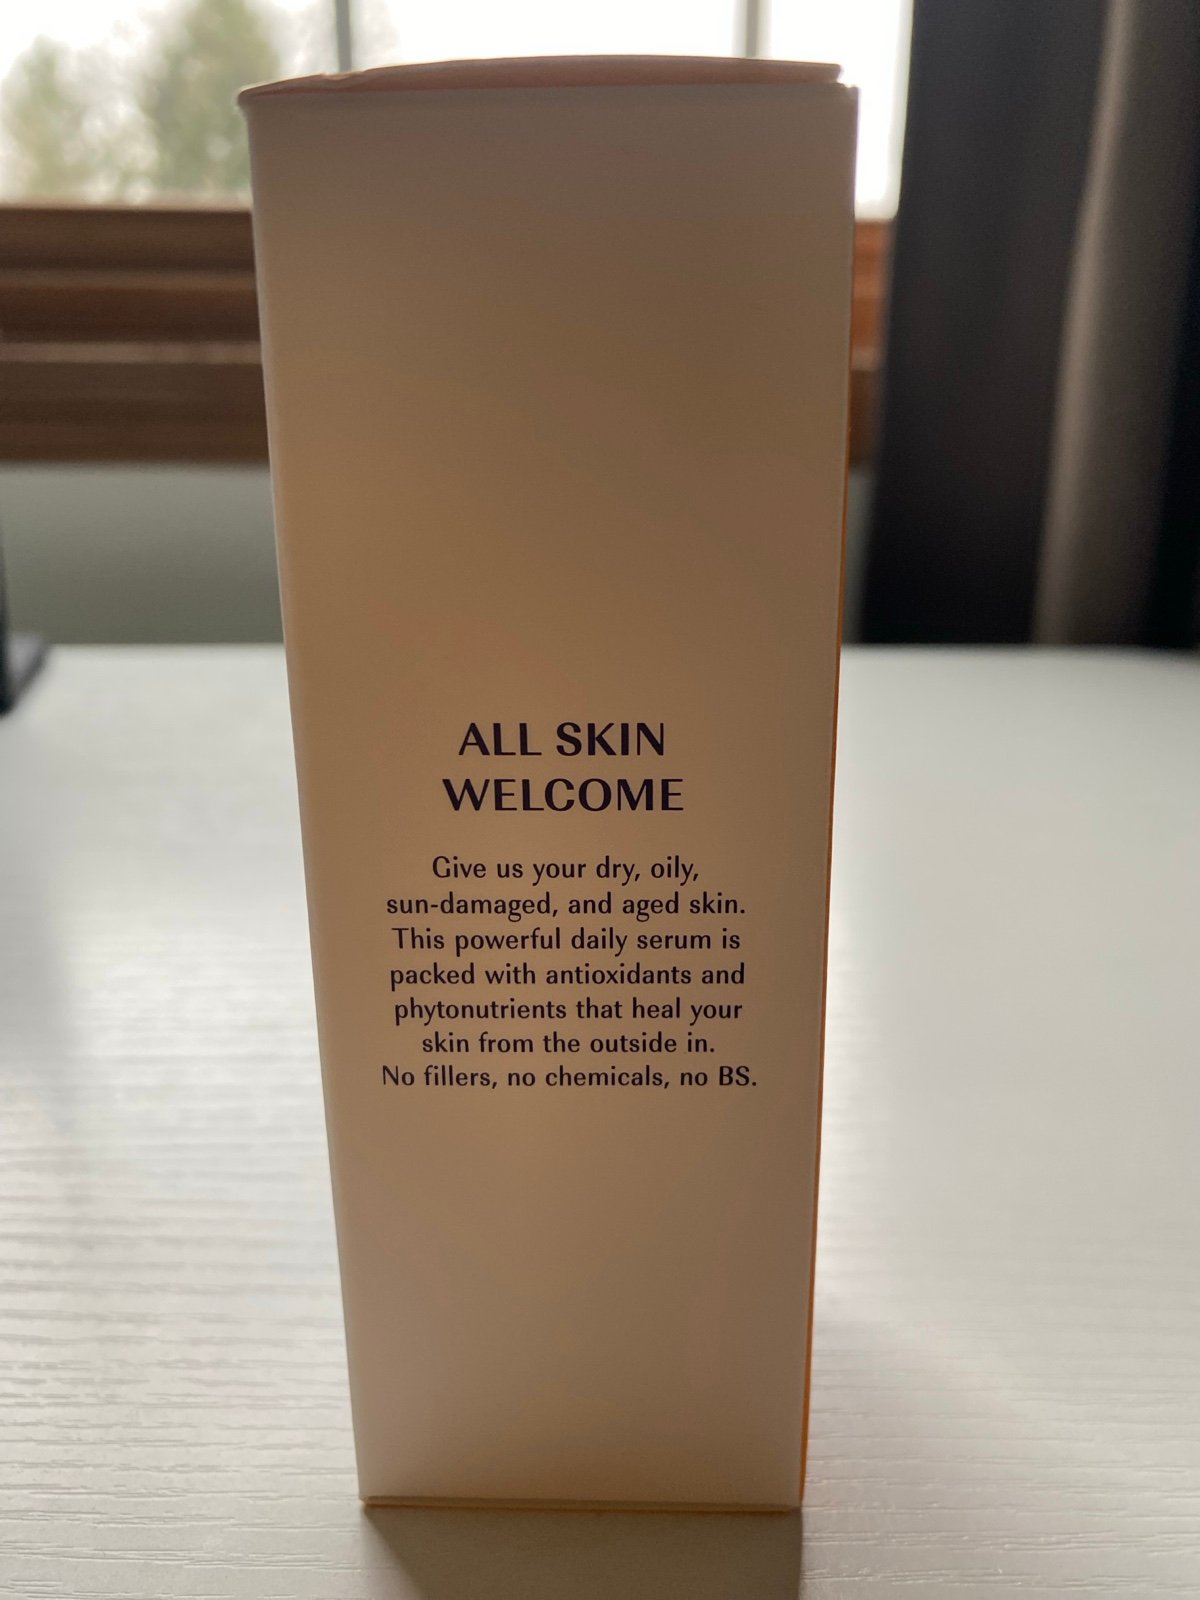 ALL SKIN
WELCOME
Give us your dry, oily,
sun-damaged, and aged skin.
This powerful daily serum is
packed with antioxidants and
phytonutrients that heal your
skin from the outside in.
No fillers, no chemicals, no BS.